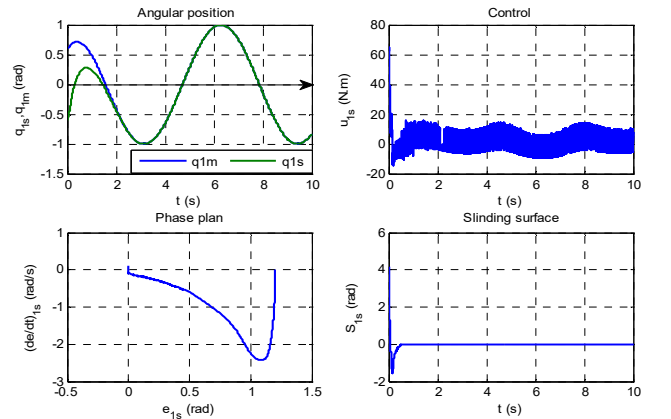 Angular position
q1s,q1m (rad)
1
0.5
0
-0.5
-1
-1.5
0 2 4 6 8 10
t (s)
q1m q1s
Control
u1s (N.m)
80
60
40
20
0
-20
0 2 4 6 8 10
t (s)
Phase plan
(de/dt)1s (rad/s)
1
0
-1
-2
-3
-0.5 0 0.5 1 1.5
e1s (rad)
Slinding surface
S1s (rad)
6
4
2
0
-2
0 2 4 6 8 10
t (s)